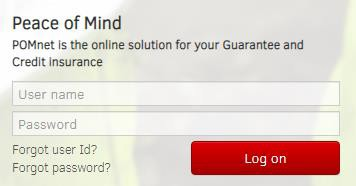 Peace of Mind
POMnet is the online solution for your Guarantee and
Credit insurance
User name
Password
Forgot user Id?
Forgot password?
Log on